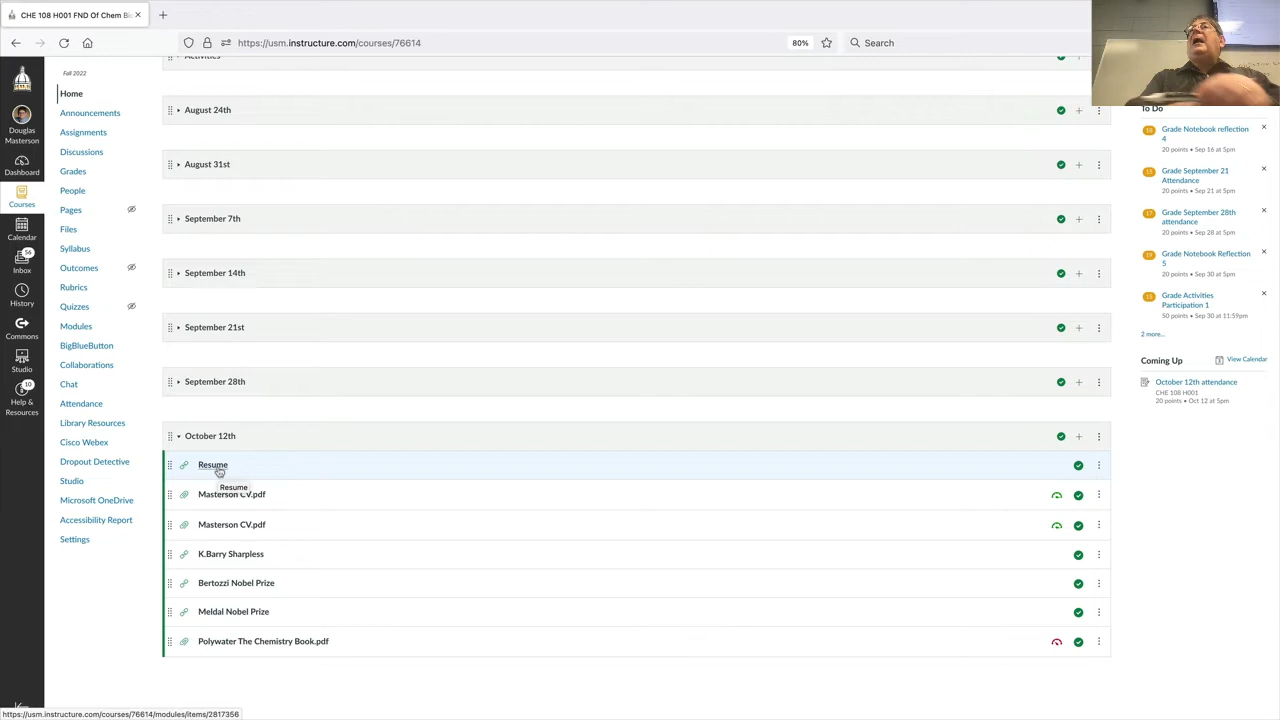 CHE 108 H001 FND Of Chem Bi
https://usm.instructure.com/courses/76614
80%
Search
Fall 2022
Douglas
Masterson
Dashboard
Courses
Calendar
56
Inbox
History
Commons
Studio
10
Help &
Resources
Home
Announcements
Assignments
Discussions
Grades
People
Pages
Files
Syllabus
Outcomes
Rubrics
Quizzes
Modules
BigBlueButton
Collaborations
Chat
Attendance
Library Resources
Cisco Webex
Dropout Detective
Studio
Microsoft OneDrive
Accessibility Report
Settings
Activities
August 24th
August 31st
September 7th
September 14th
September 21st
September 28th
October 12th
Resume
Resume
Masterson CV.pdf
Masterson CV.pdf
K.Barry Sharpless
Bertozzi Nobel Prize
Meldal Nobel Prize
Polywater The Chemistry Book.pdf
To Do
Grade Notebook reflection
4
20 points • Sep 16 at 5pm
Grade September 21
Attendance
20 points • Sep 21 at 5pm
Grade September 28th
attendance
20 points • Sep 28 at 5pm
Grade Notebook Reflection
5
20 points • Sep 30 at 5pm
Grade Activities
Participation 1
50 points • Sep 30 at 11:59pm
2 more...
Coming Up
View Calendar
October 12th attendance
CHE 108 H001
20 points • Oct 12 at 5pm
https://usm.instructure.com/courses/76614/modules/items/2817356